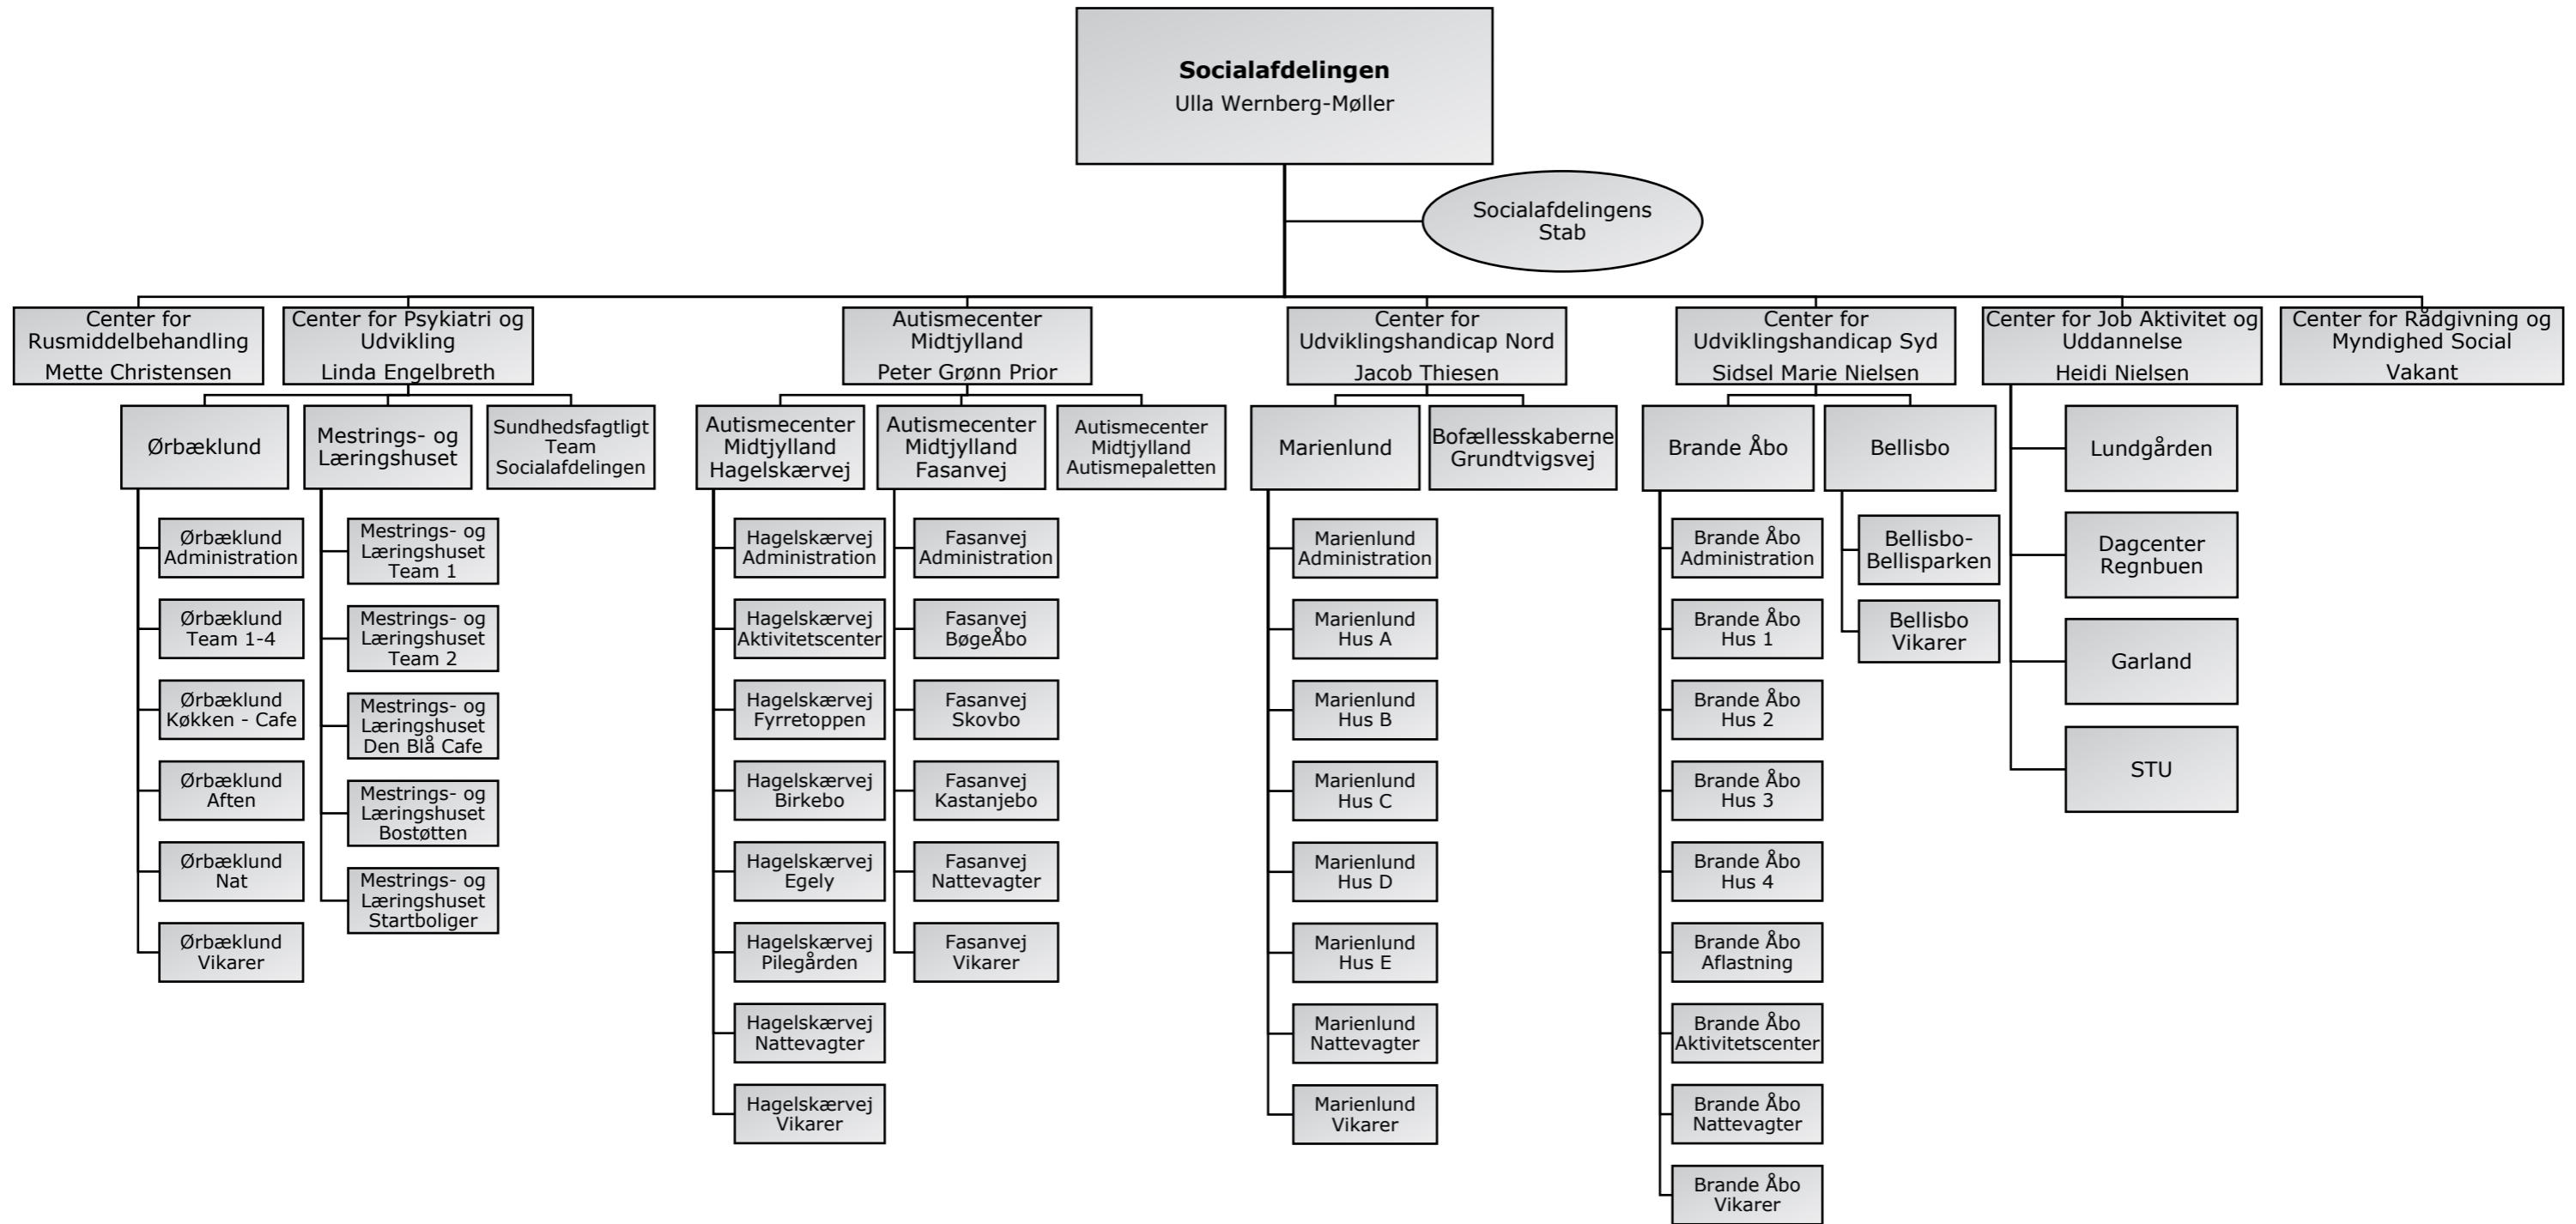 Socialafdelingen
Ulla Wernberg-Møller
Socialafdelingens
Stab
Center for
Rusmiddelbehandling
Mette Christensen
Center for Psykiatri og
Udvikling
Linda Engelbreth
Autismecenter
Midtjylland
Peter Grønn Prior
Center for
Udviklingshandicap Nord
Jacob Thiesen
Center for
Udviklingshandicap Syd
Sidsel Marie Nielsen
Center for Job Aktivitet og
Uddannelse
Heidi Nielsen
Center for Rådgivning og
Myndighed Social
Vakant
Ørbæklund
Mestrings- og
Læringshuset
Sundhedsfagtligt
Team
Socialafdelingen
Autismecenter
Midtjylland
Hagelskærvej
Autismecenter
Midtjylland
Fasanvej
Autismecenter
Midtjylland
Autismepaletten
Marienlund
Bofællesskaberne
Grundtvigsvej
Brande Åbo
Bellisbo
Lundgården
Dagcenter
Regnbuen
Garland
STU
Ørbæklund
Administration
Ørbæklund
Team 1-4
Ørbæklund
Køkken - Cafe
Ørbæklund
Aften
Ørbæklund
Nat
Ørbæklund
Vikarer
Mestrings- og
Læringshuset
Team 1
Mestrings- og
Læringshuset
Team 2
Mestrings- og
Læringshuset
Den Blå Cafe
Mestrings- og
Læringshuset
Bostøtten
Mestrings- og
Læringshuset
Startboliger
Hagelskærvej
Administration
Hagelskærvej
Aktivitetscenter
Hagelskærvej
Fyrretoppen
Hagelskærvej
Birkebo
Hagelskærvej
Egely
Hagelskærvej
Pilegården
Hagelskærvej
Nattevagter
Hagelskærvej
Vikarer
Fasanvej
Administration
Fasanvej
BøgeÅbo
Fasanvej
Skovbo
Fasanvej
Kastanjebo
Fasanvej
Nattevagter
Fasanvej
Vikarer
Marienlund
Administration
Marienlund
Hus A
Marienlund
Hus B
Marienlund
Hus C
Marienlund
Hus D
Marienlund
Hus E
Marienlund
Nattevagter
Marienlund
Vikarer
Brande Åbo
Administration
Brande Åbo
Hus 1
Brande Åbo
Hus 2
Brande Åbo
Hus 3
Brande Åbo
Hus 4
Brande Åbo
Aflastning
Brande Åbo
Aktivitetscenter
Brande Åbo
Nattevagter
Brande Åbo
Vikarer
Bellisbo-
Bellisparken
Bellisbo
Vikarer